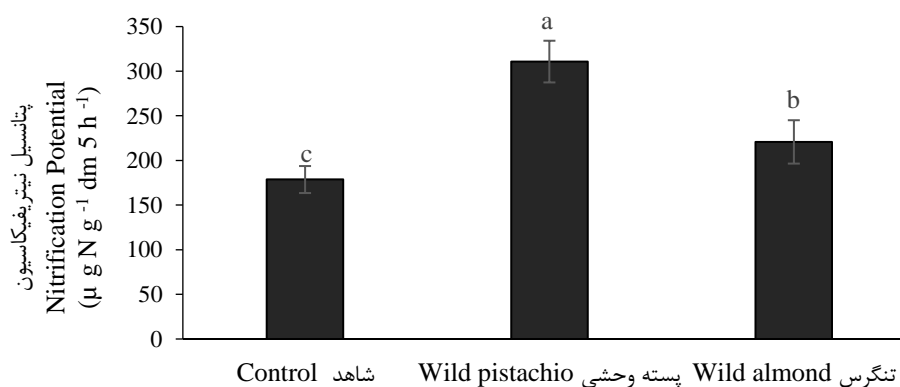 پتانسیل نیتریفیکاسیون
Nitrification Potential
(µ g N g -1 dm 5 h -1)
350
300
250
200
150
100
50
0
c
a
b
Control شاهد
Wild pistachio پسته وحشی
Wild almond تنگرس